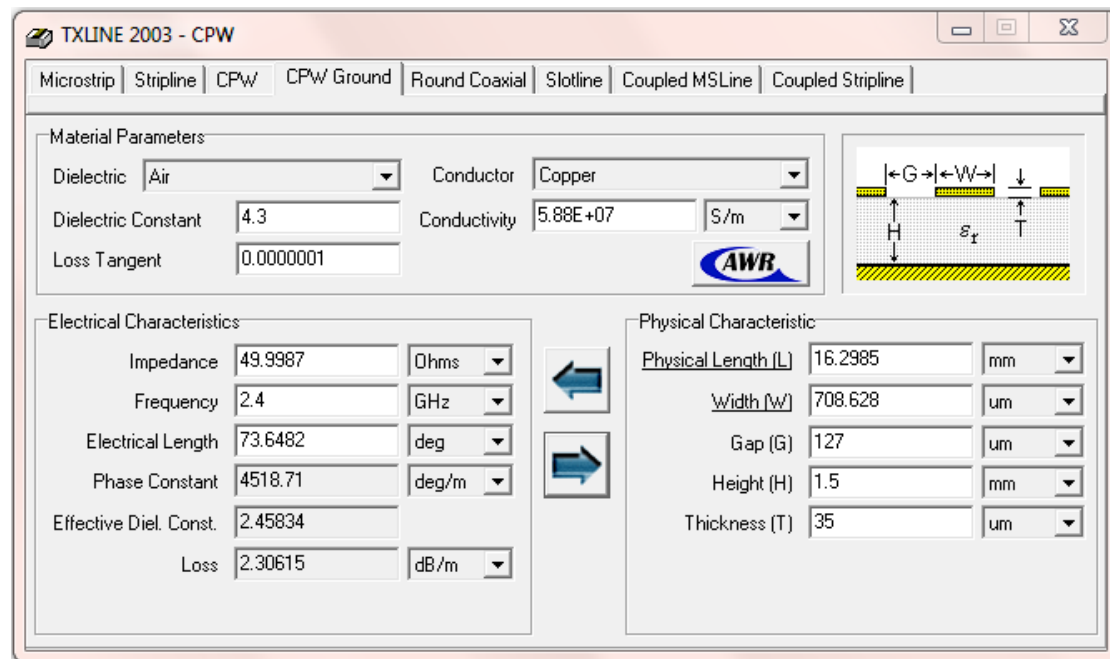 TXLINE 2003 - CPW
Microstrip Stripline CPW CPW Ground Round Coaxial Slotline Coupled MSLine Coupled Stripline
Material Parameters
Dielectric Air Conductor Copper
Dielectric Constant 4.3 Conductivity 5.88E+07 S/m
Loss Tangent 0.0000001 AWR
←G→←W→ ↓
↑ H ↓ εr ↑ T
Electrical Characteristics
Impedance 49.9987 Ohms
Frequency 2.4 GHz
Electrical Length 73.6482 deg
Phase Constant 4518.71 deg/m
Effective Diel. Const. 2.45834
Loss 2.30615 dB/m
Physical Characteristic
Physical Length (L) 16.2985 mm
Width (W) 708.628 um
Gap (G) 127 um
Height (H) 1.5 mm
Thickness (T) 35 um